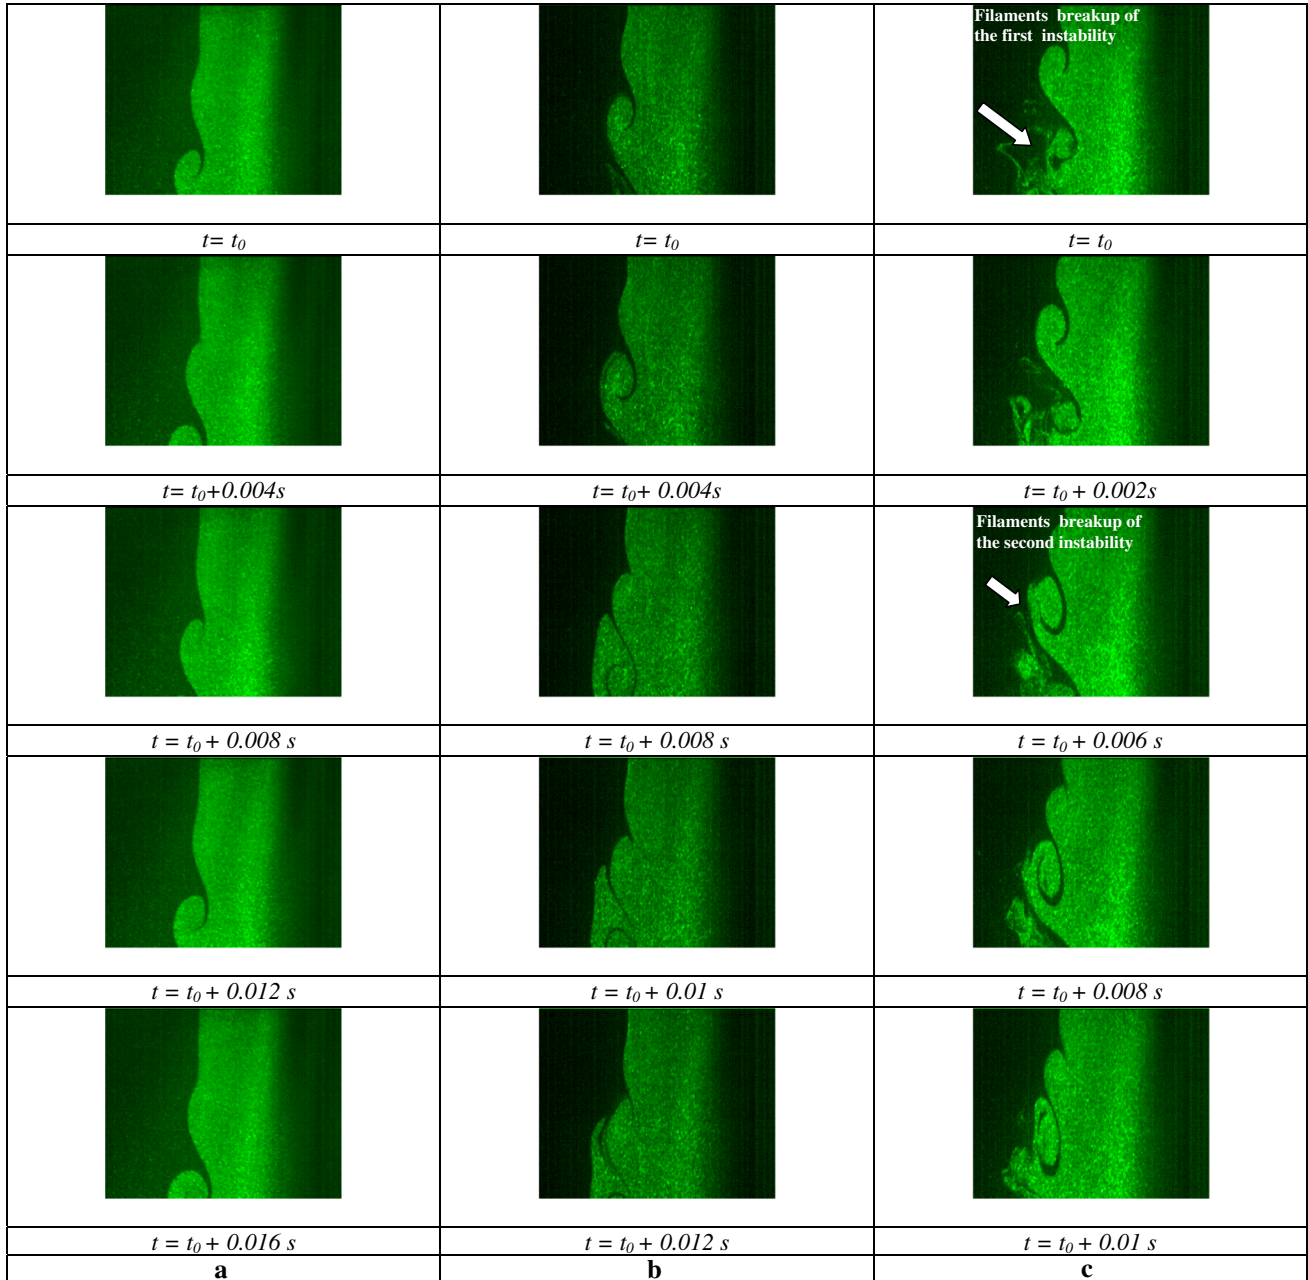 Filaments breakup of
the first instability
t= t₀
t= t₀
t= t₀
t= t₀+0.004s
t= t₀+ 0.004s
t= t₀ + 0.002s
Filaments breakup of
the second instability
t = t₀ + 0.008 s
t = t₀ + 0.008 s
t = t₀ + 0.006 s
t = t₀ + 0.012 s
t = t₀ + 0.01 s
t = t₀ + 0.008 s
t = t₀ + 0.016 s
t = t₀ + 0.012 s
t = t₀ + 0.01 s
a
b
c